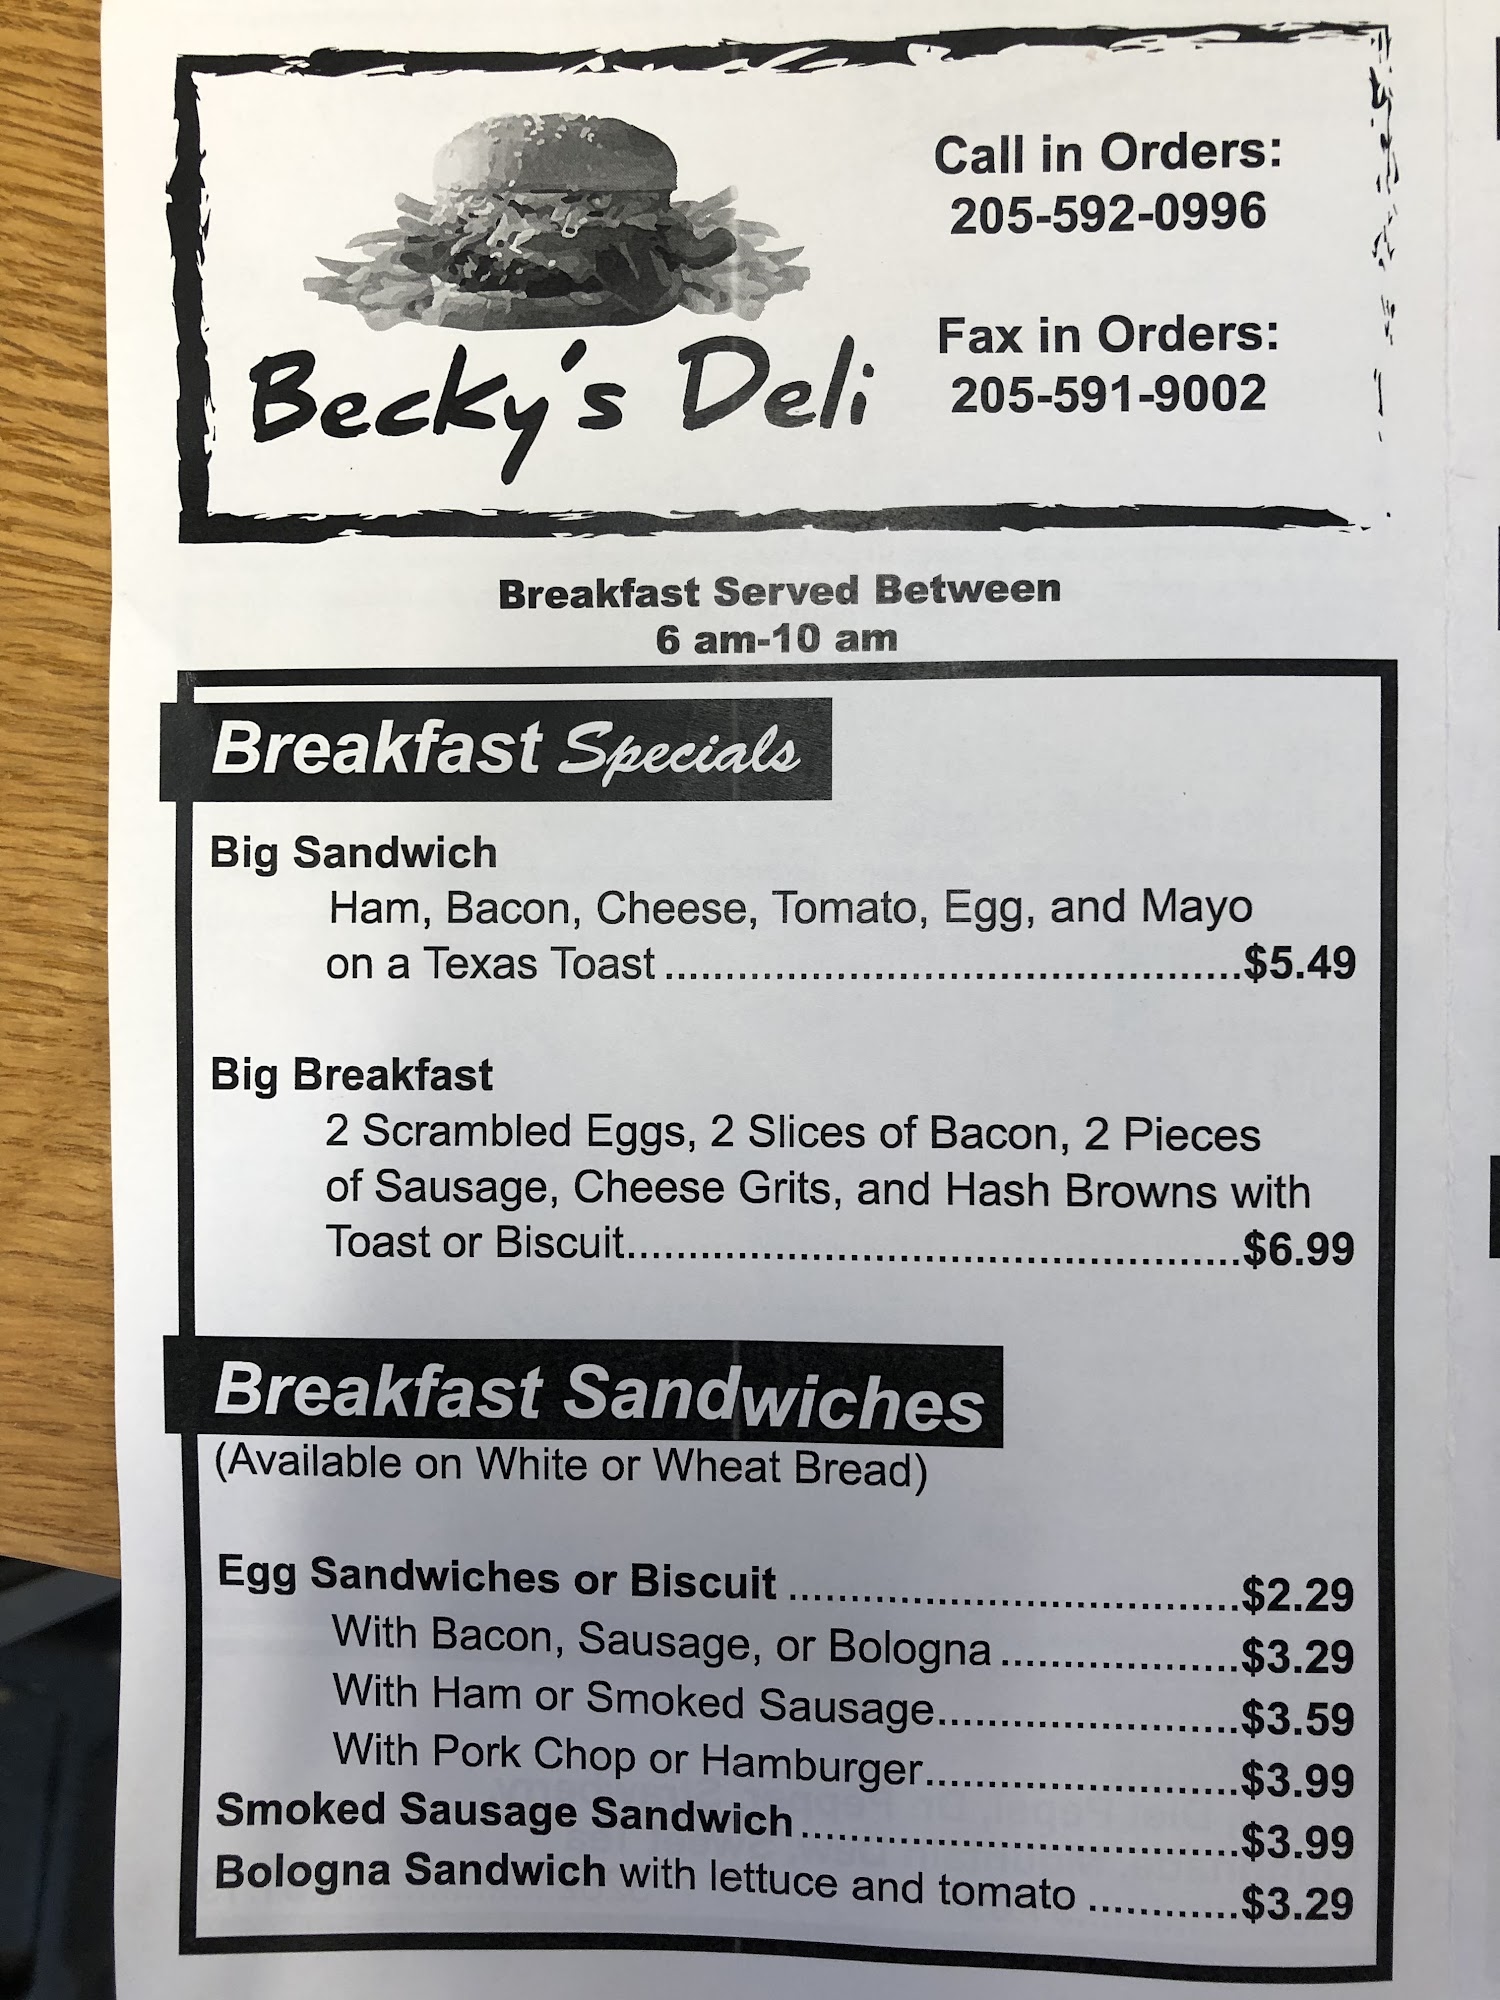 Becky's Deli
Call in Orders:
205-592-0996
Fax in Orders:
205-591-9002
Breakfast Served Between
6 am-10 am
Breakfast Specials
Big Sandwich
Ham, Bacon, Cheese, Tomato, Egg, and Mayo
on a Texas Toast ............................................... $5.49
Big Breakfast
2 Scrambled Eggs, 2 Slices of Bacon, 2 Pieces
of Sausage, Cheese Grits, and Hash Browns with
Toast or Biscuit.................................................. $6.99
Breakfast Sandwiches
(Available on White or Wheat Bread)
Egg Sandwiches or Biscuit ..................................... $2.29
With Bacon, Sausage, or Bologna ................... $3.29
With Ham or Smoked Sausage......................... $3.59
With Pork Chop or Hamburger......................... $3.99
Smoked Sausage Sandwich .................................... $3.99
Bologna Sandwich with lettuce and tomato ............ $3.29